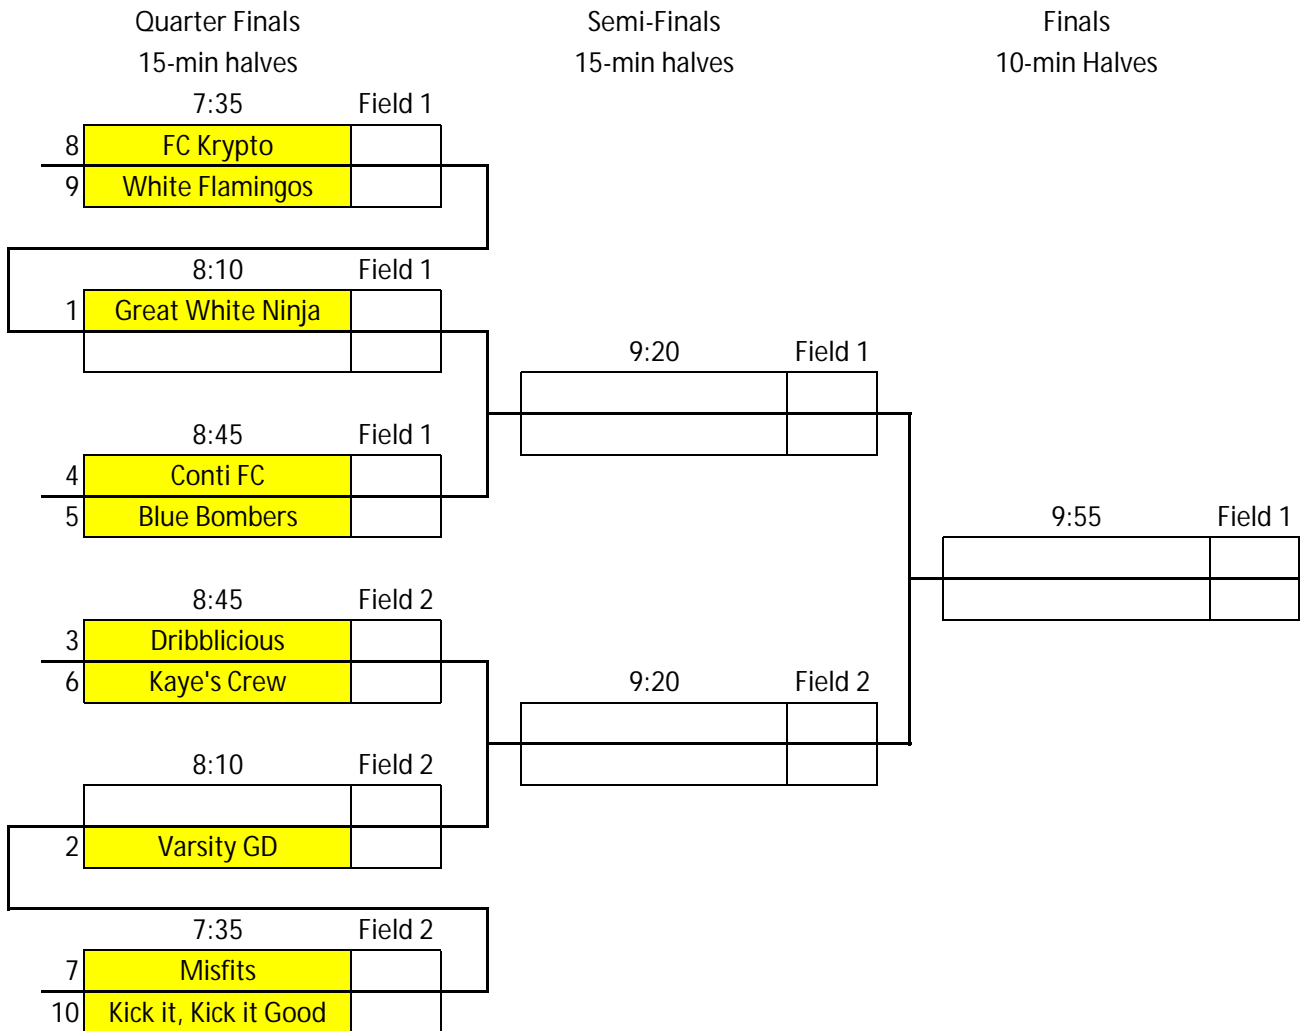 Quarter Finals Semi-Finals Finals
15-min halves 15-min halves 10-min Halves
7:35 Field 1
8 FC Krypto
9 White Flamingos
8:10 Field 1
1 Great White Ninja
9:20 Field 1
8:45 Field 1
4 Conti FC
5 Blue Bombers
9:55 Field 1
8:45 Field 2
3 Dribblicious
6 Kaye's Crew
9:20 Field 2
8:10 Field 2
2 Varsity GD
7:35 Field 2
7 Misfits
10 Kick it, Kick it Good